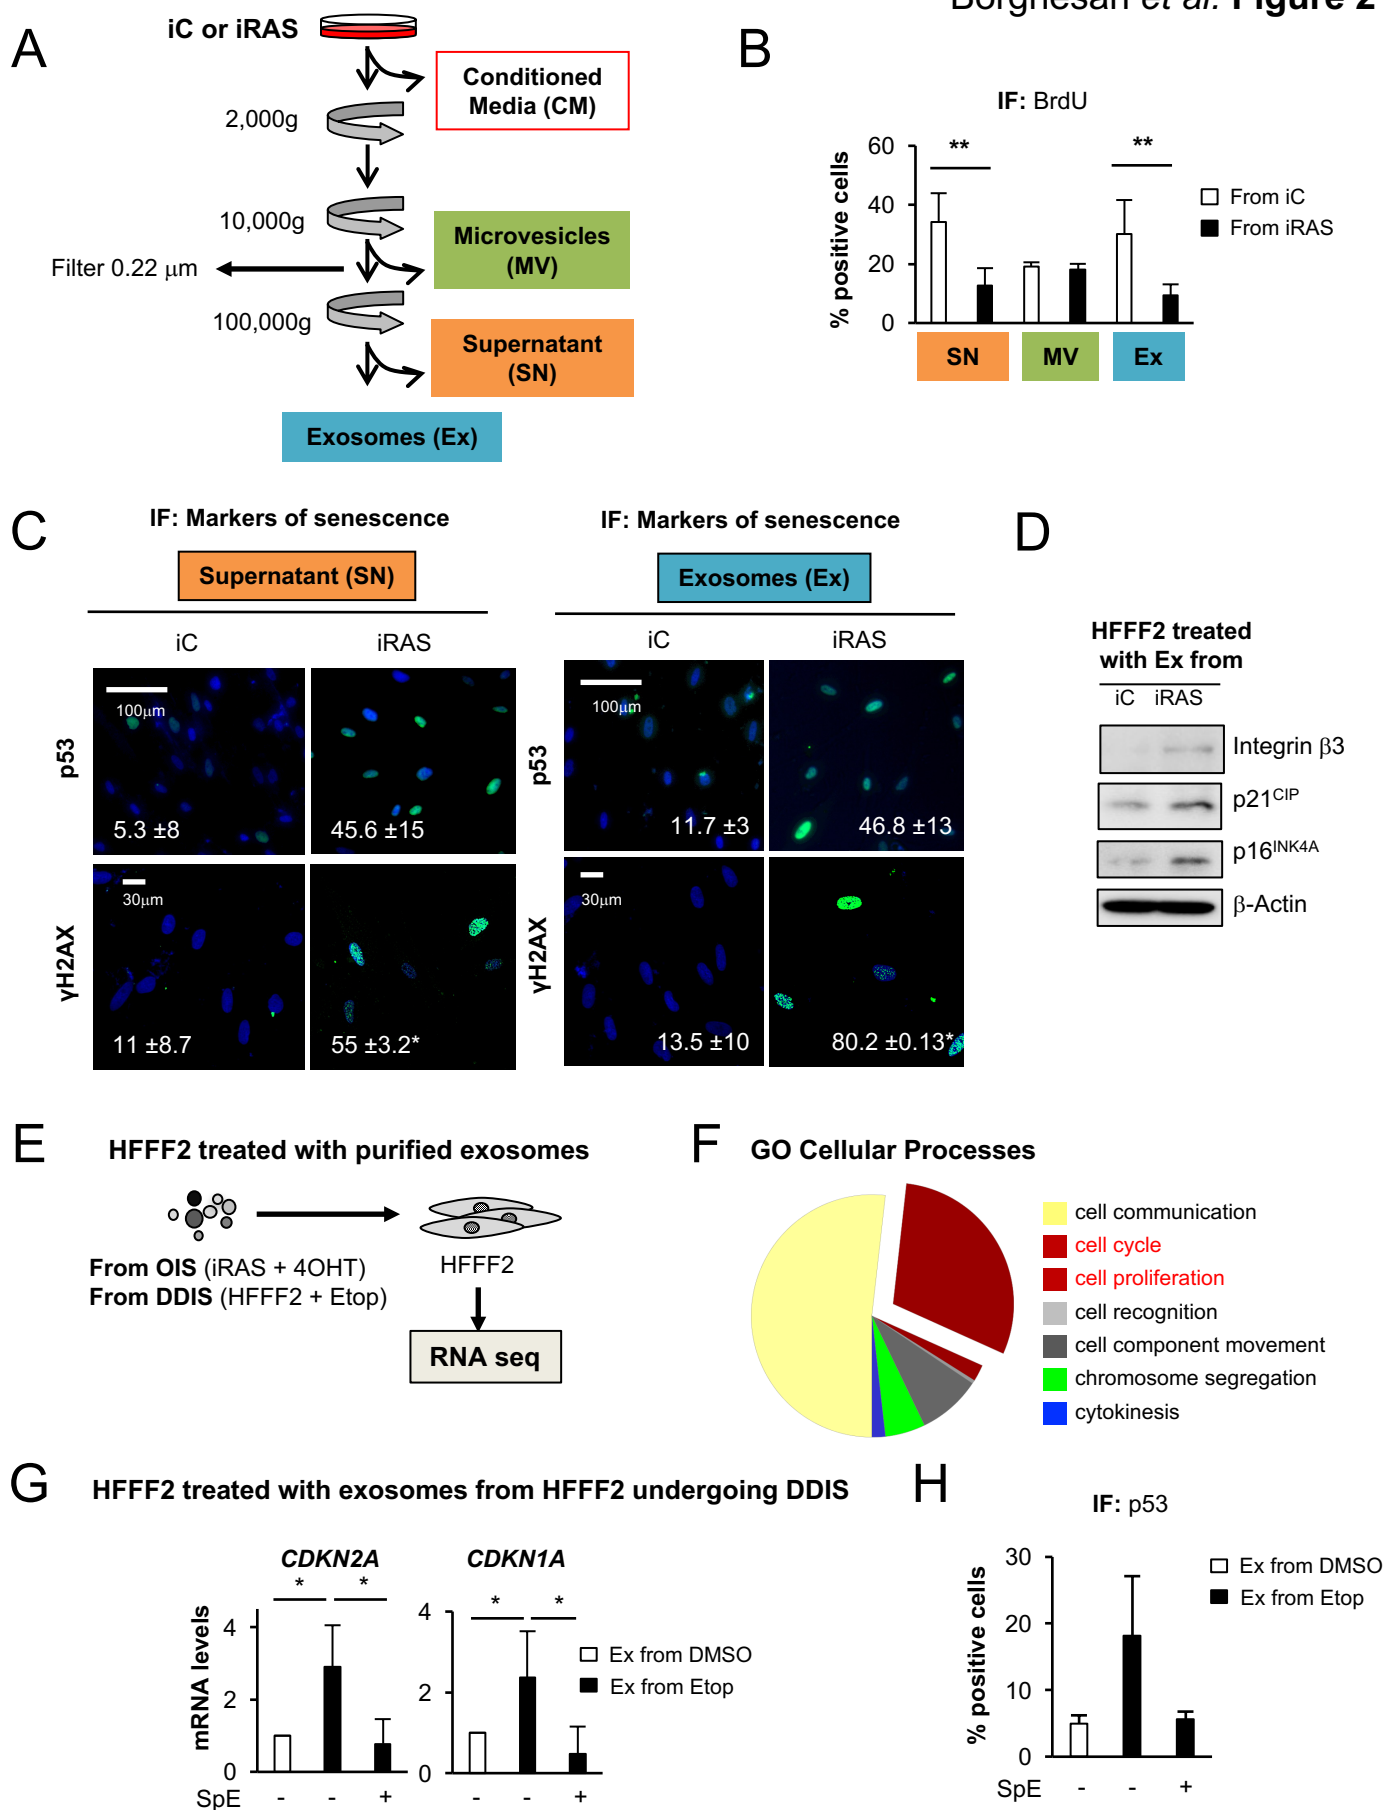 Borghesan et al. Figure 2
A
iC or iRAS
Conditioned
Media (CM)
2,000g
10,000g
Microvesicles
(MV)
Filter 0.22 μm
100,000g
Supernatant
(SN)
Exosomes (Ex)
B
IF: BrdU
% positive cells
60
40
20
0
**
**
From iC
From iRAS
SN
MV
Ex
C
IF: Markers of senescence
Supernatant (SN)
iC
iRAS
IF: Markers of senescence
Exosomes (Ex)
iC
iRAS
p53
100μm
5.3 ±8
45.6 ±15
p53
100μm
11.7 ±3
46.8 ±13
γH2AX
30μm
11 ±8.7
55 ±3.2*
γH2AX
30μm
13.5 ±10
80.2 ±0.13*
D
HFFF2 treated
with Ex from
iC iRAS
Integrin β3
p21CIP
p16INK4A
β-Actin
E
HFFF2 treated with purified exosomes
From OIS (iRAS + 4OHT)
From DDIS (HFFF2 + Etop)
HFFF2
RNA seq
F
GO Cellular Processes
cell communication
cell cycle
cell proliferation
cell recognition
cell component movement
chromosome segregation
cytokinesis
G
HFFF2 treated with exosomes from HFFF2 undergoing DDIS
CDKN2A
* *
mRNA levels
4
2
0
SpE - - +
CDKN1A
* *
4
2
0
- - +
Ex from DMSO
Ex from Etop
H
IF: p53
% positive cells
30
20
10
0
SpE - - +
Ex from DMSO
Ex from Etop